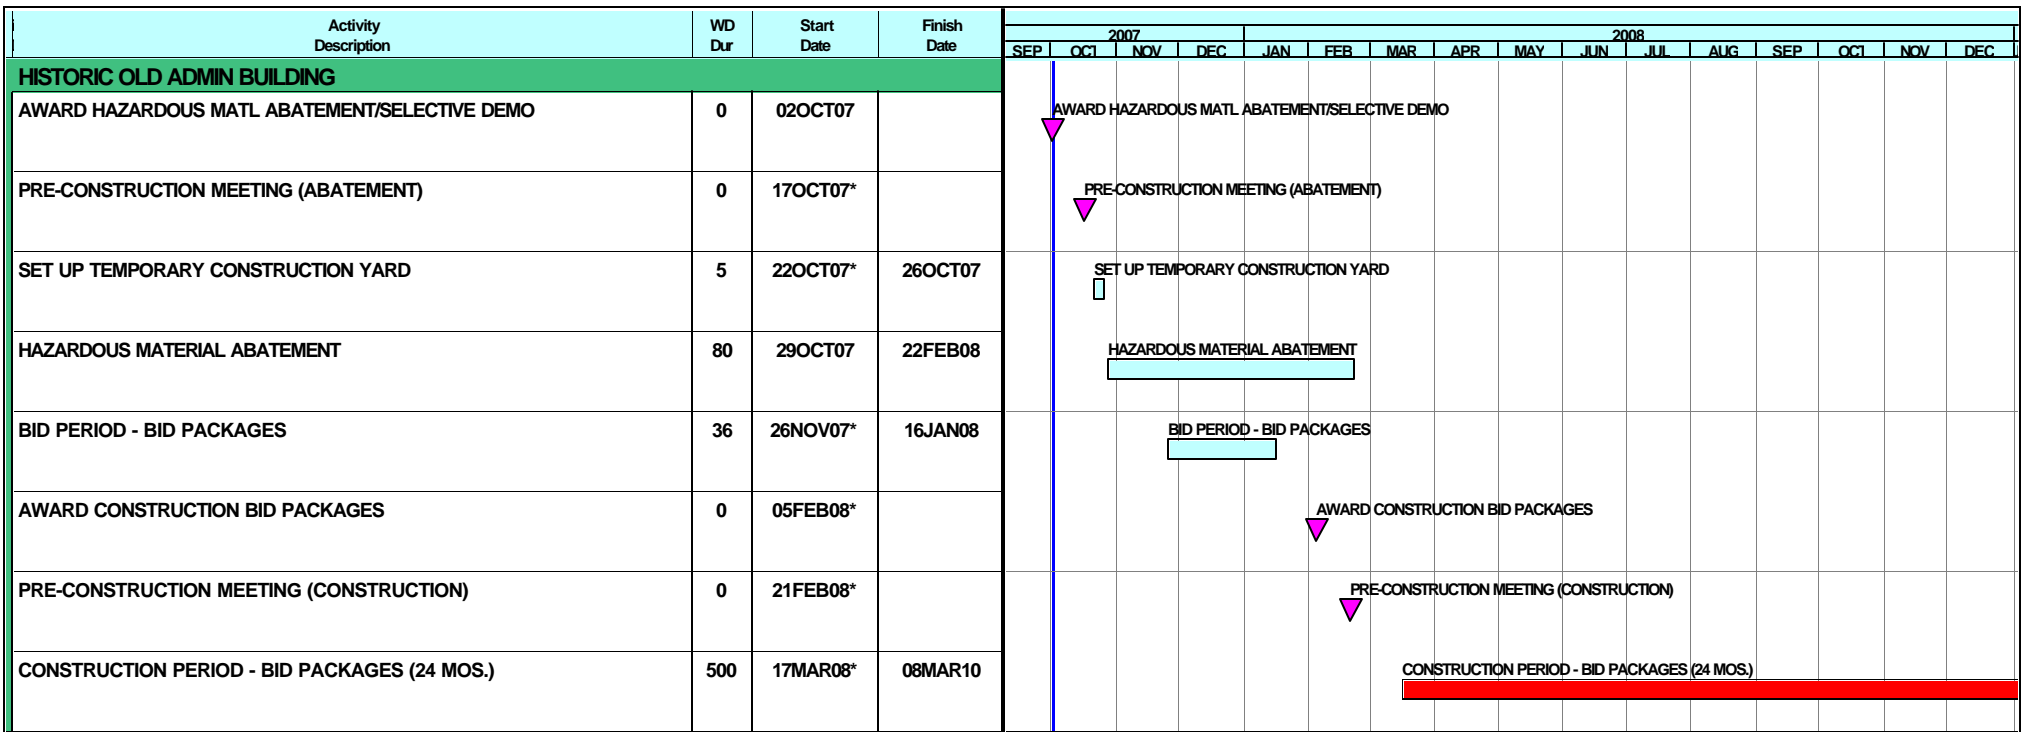 Activity Description WD Dur Start Date Finish Date
2007 2008
SEP OCT NOV DEC JAN FEB MAR APR MAY JUN JUL AUG SEP OCT NOV DEC
HISTORIC OLD ADMIN BUILDING
AWARD HAZARDOUS MATL ABATEMENT/SELECTIVE DEMO 0 02OCT07 AWARD HAZARDOUS MATL ABATEMENT/SELECTIVE DEMO
PRE-CONSTRUCTION MEETING (ABATEMENT) 0 17OCT07* PRE-CONSTRUCTION MEETING (ABATEMENT)
SET UP TEMPORARY CONSTRUCTION YARD 5 22OCT07* 26OCT07 SET UP TEMPORARY CONSTRUCTION YARD
HAZARDOUS MATERIAL ABATEMENT 80 29OCT07 22FEB08 HAZARDOUS MATERIAL ABATEMENT
BID PERIOD - BID PACKAGES 36 26NOV07* 16JAN08 BID PERIOD - BID PACKAGES
AWARD CONSTRUCTION BID PACKAGES 0 05FEB08* AWARD CONSTRUCTION BID PACKAGES
PRE-CONSTRUCTION MEETING (CONSTRUCTION) 0 21FEB08* PRE-CONSTRUCTION MEETING (CONSTRUCTION)
CONSTRUCTION PERIOD - BID PACKAGES (24 MOS.) 500 17MAR08* 08MAR10 CONSTRUCTION PERIOD - BID PACKAGES (24 MOS.)